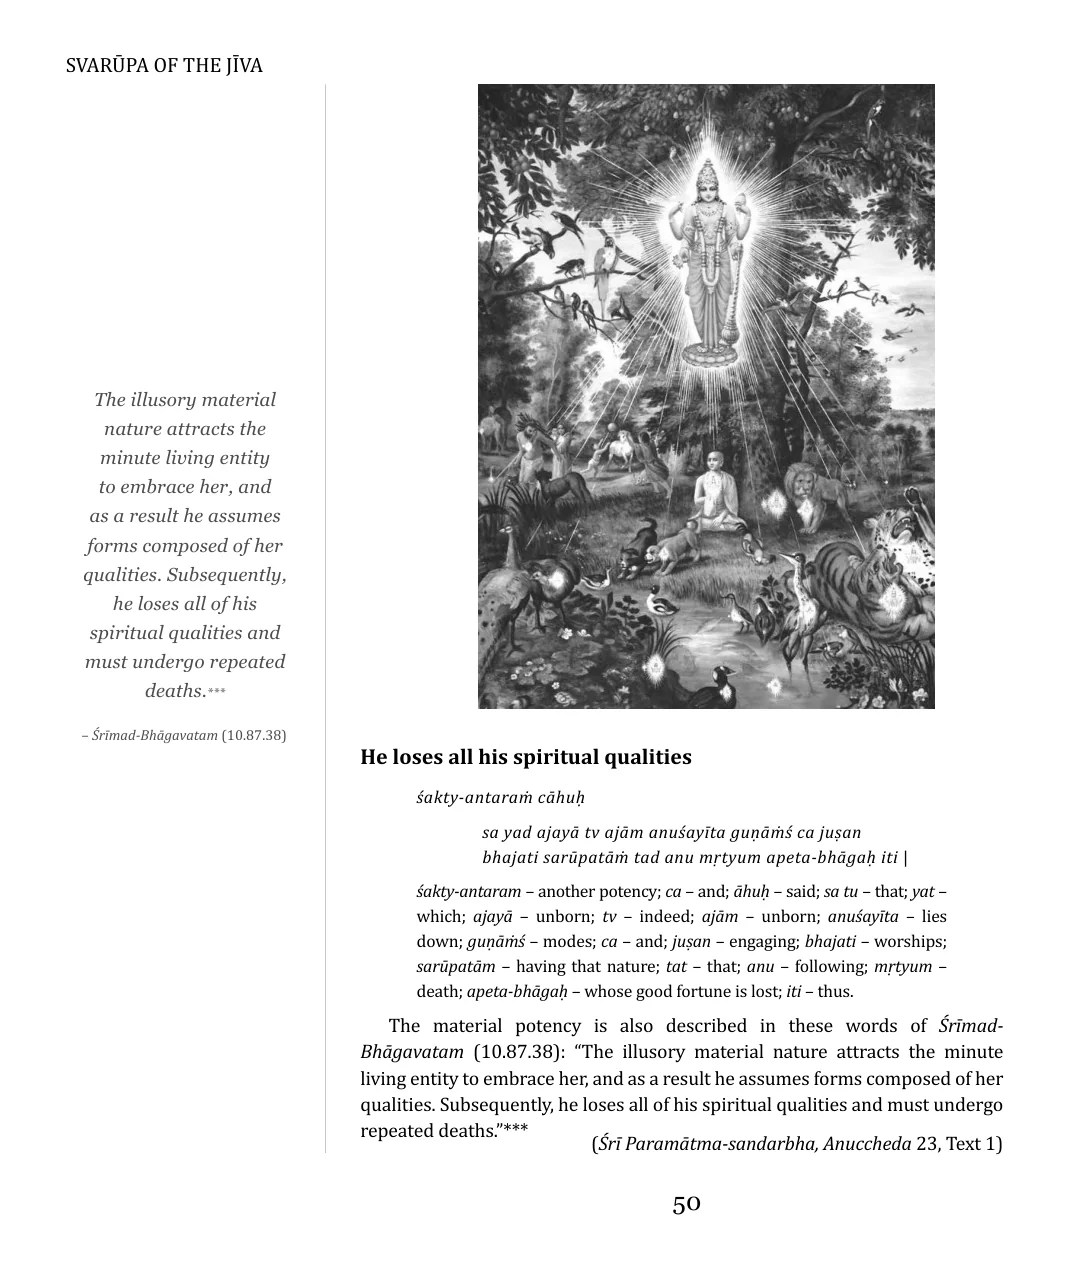 SVARŪPA OF THE JĪVA
The illusory material
nature attracts the
minute living entity
to embrace her, and
as a result he assumes
forms composed of her
qualities. Subsequently,
he loses all of his
spiritual qualities and
must undergo repeated
deaths.***
– Śrīmad-Bhāgavatam (10.87.38)
He loses all his spiritual qualities
śakty-antaraṁ cāhuḥ
sa yad ajayā tv ajām anuśayīta guṇāṁś ca juṣan
bhajati sarūpatāṁ tad anu mṛtyum apeta-bhāgaḥ iti |
śakty-antaram – another potency; ca – and; āhuḥ – said; sa tu – that; yat –
which; ajayā – unborn; tv – indeed; ajām – unborn; anuśayīta – lies
down; guṇāṁś – modes; ca – and; juṣan – engaging; bhajati – worships;
sarūpatām – having that nature; tat – that; anu – following; mṛtyum –
death; apeta-bhāgaḥ – whose good fortune is lost; iti – thus.
The material potency is also described in these words of Śrīmad-
Bhāgavatam (10.87.38): “The illusory material nature attracts the minute
living entity to embrace her, and as a result he assumes forms composed of her
qualities. Subsequently, he loses all of his spiritual qualities and must undergo
repeated deaths.”***
(Śrī Paramātma-sandarbha, Anuccheda 23, Text 1)
50